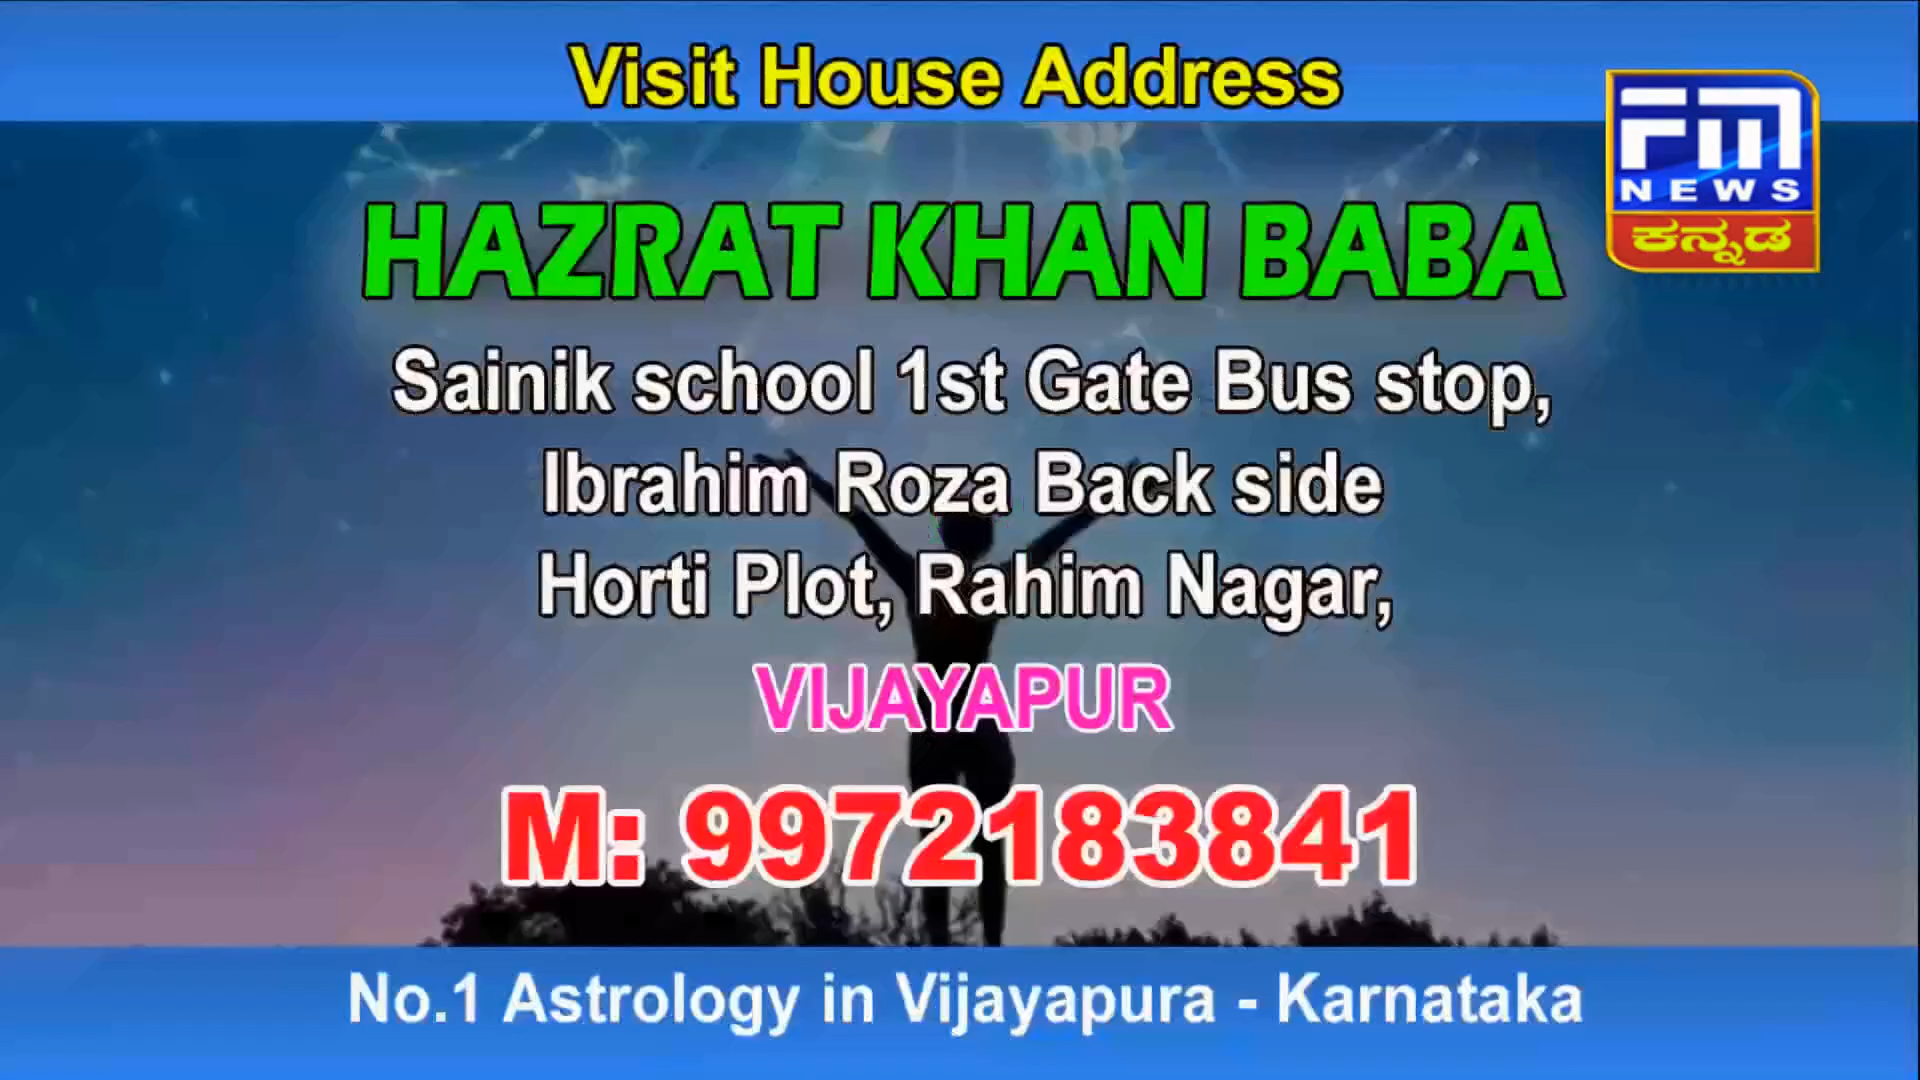 Visit House Address
FM
NEWS
ಕನ್ನಡ
HAZRAT KHAN BABA
Sainik school 1st Gate Bus stop,
Ibrahim Roza Back side
Horti Plot, Rahim Nagar,
VIJAYAPUR
M: 9972183841
No.1 Astrology in Vijayapura - Karnataka